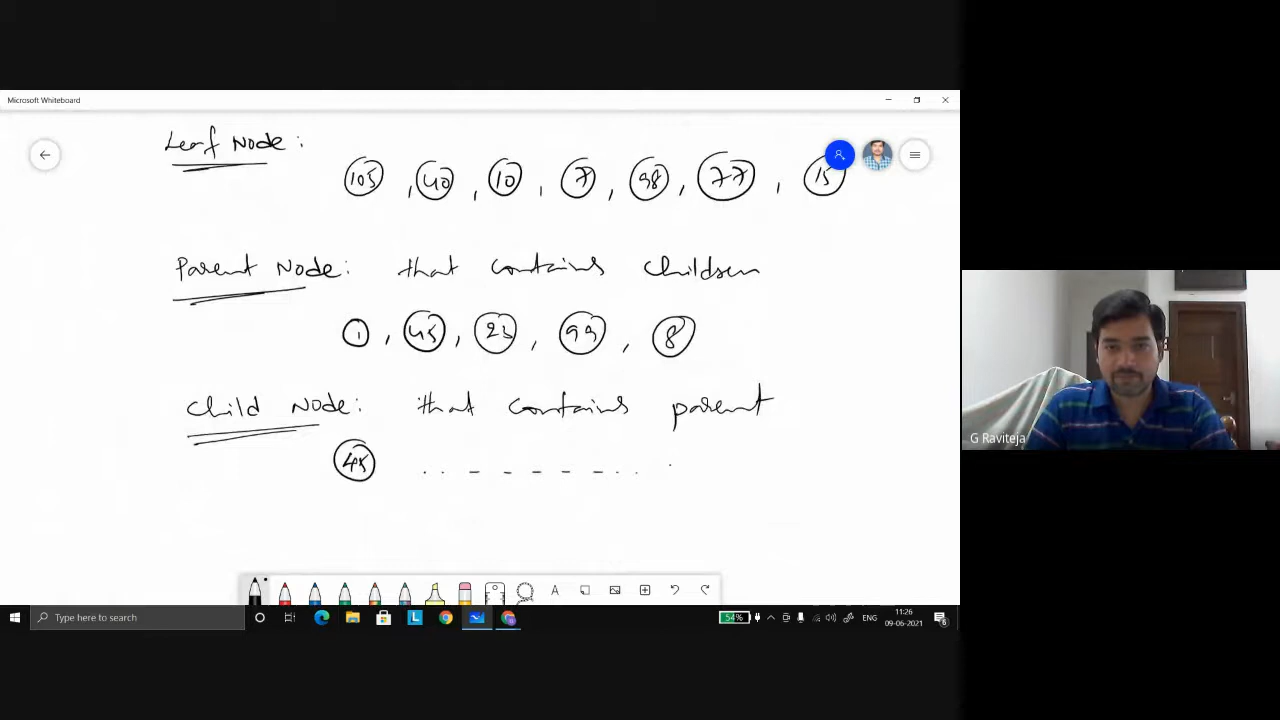 Microsoft Whiteboard
Leaf Node:
105 , 40 , 10 , 7 , 98 , 77 , 15
Parent Node: that contains children
1 , 45 , 23 , 99 , 8
Child Node: that contains parent
45 .. - - - - - .. .
G Raviteja
A
Type here to search
54%
ENG
11:26
09-06-2021
6